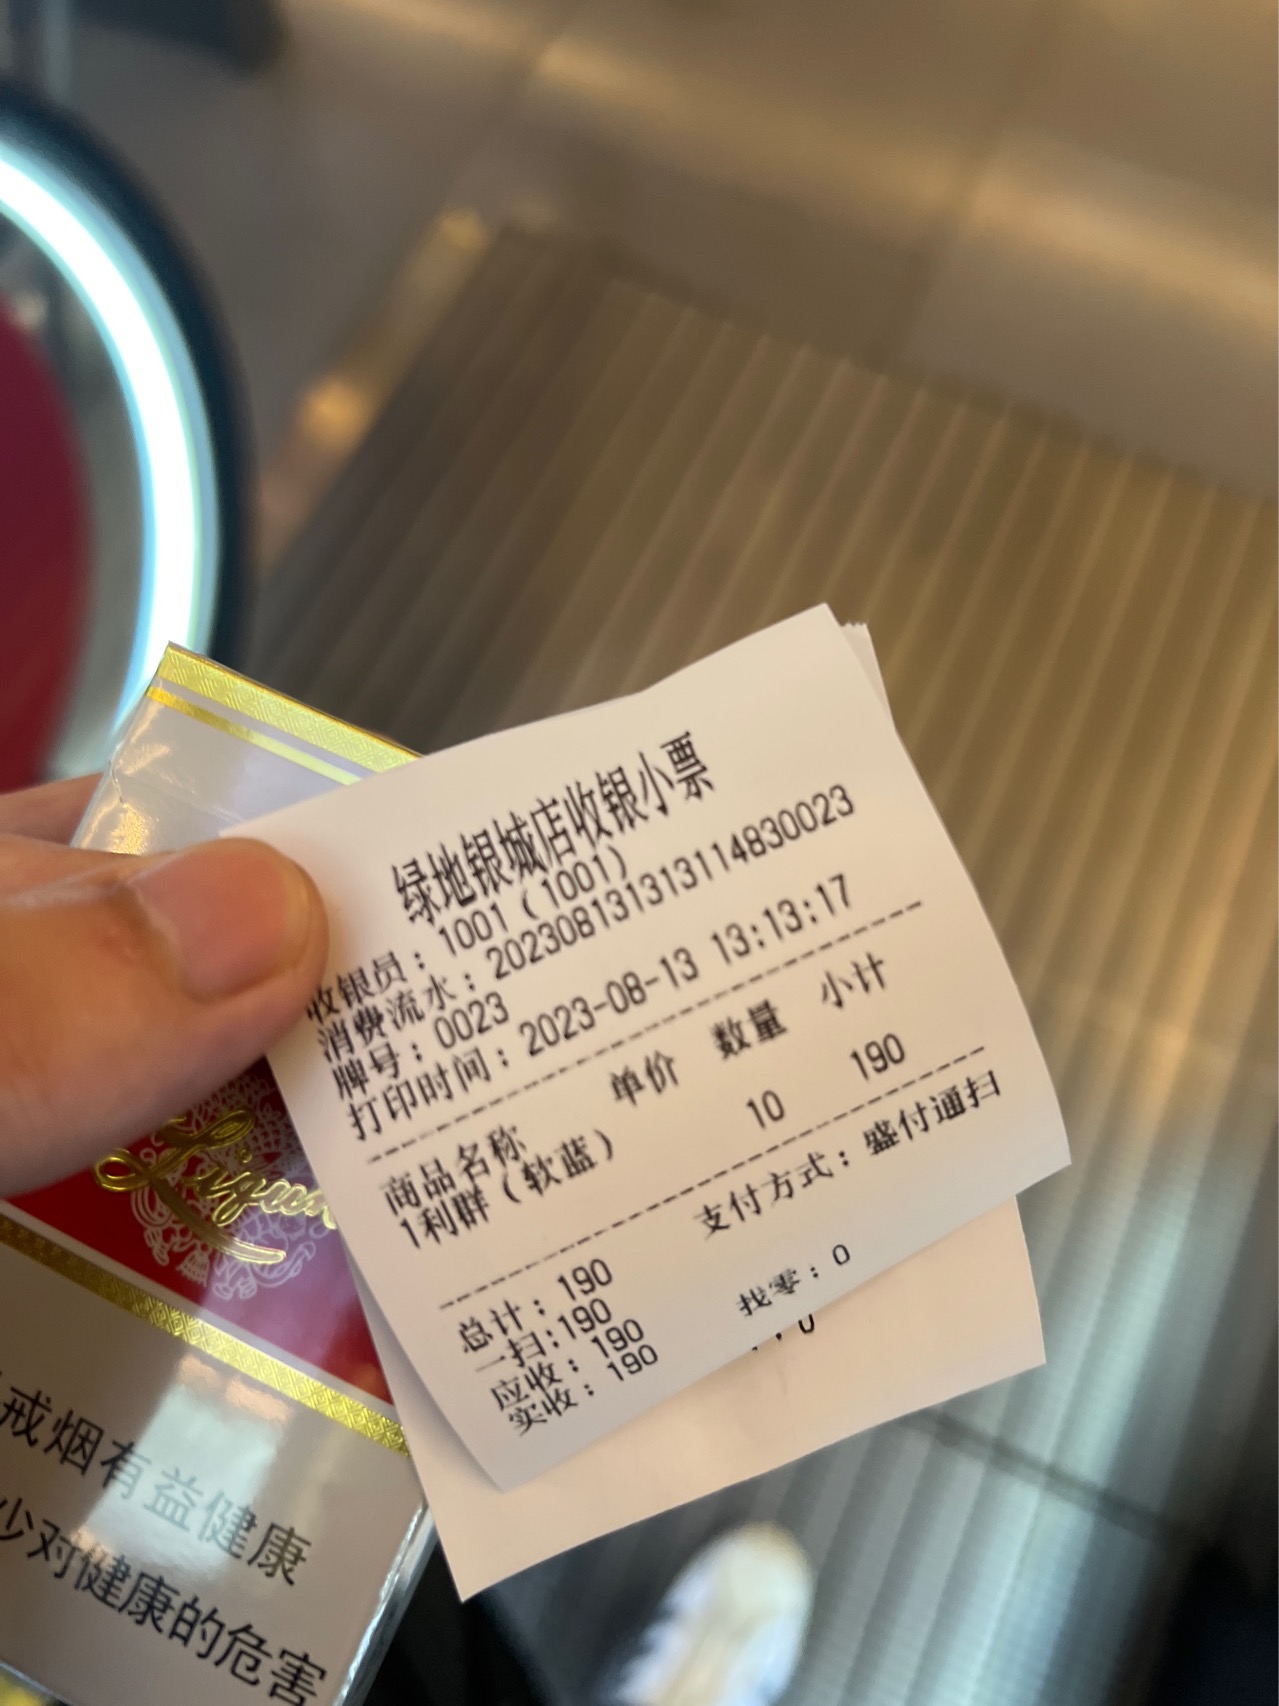 绿地银城店收银小票
收银员：1001（1001）
消费流水：20230813131311483​0023
牌号：0023
打印时间：2023-08-13 13:13:17
商品名称 单价 数量 小计
1利群（软蓝） 10 190
总计：190 支付方式：盛付通扫
一扫:190
应收：190
实收：190 找零：0
戒烟有益健康
少对健康的危害